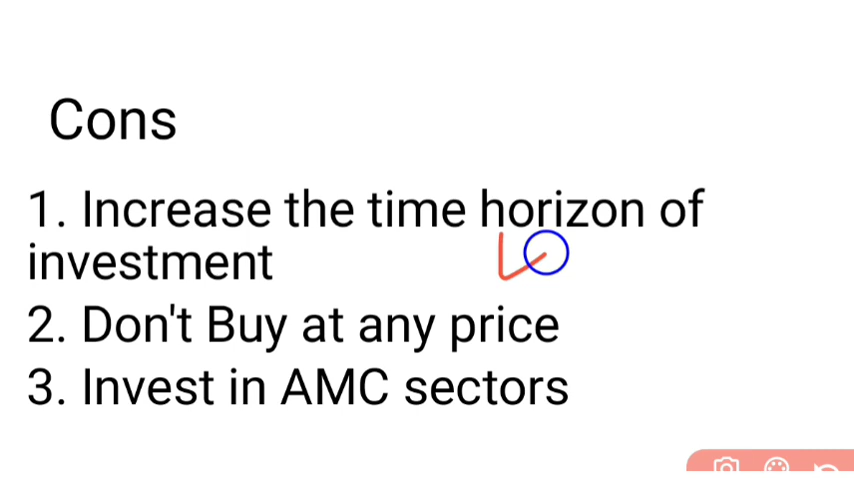 Cons
1. Increase the time horizon of
investment
2. Don't Buy at any price
3. Invest in AMC sectors